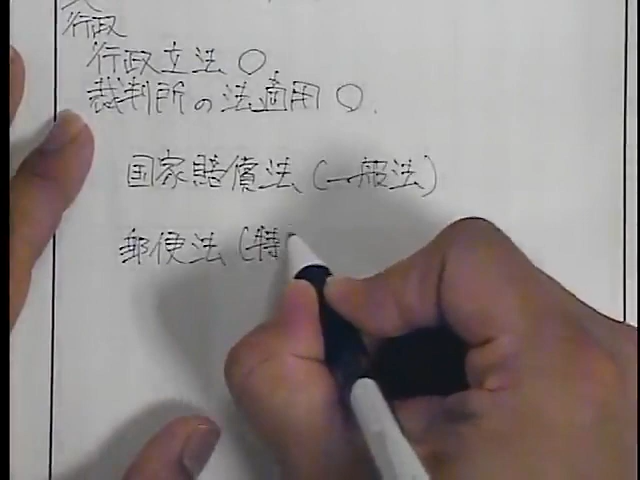 行政
行政立法 ○
裁判所の法適用 ○.
国家賠償法(一般法)
郵便法(特